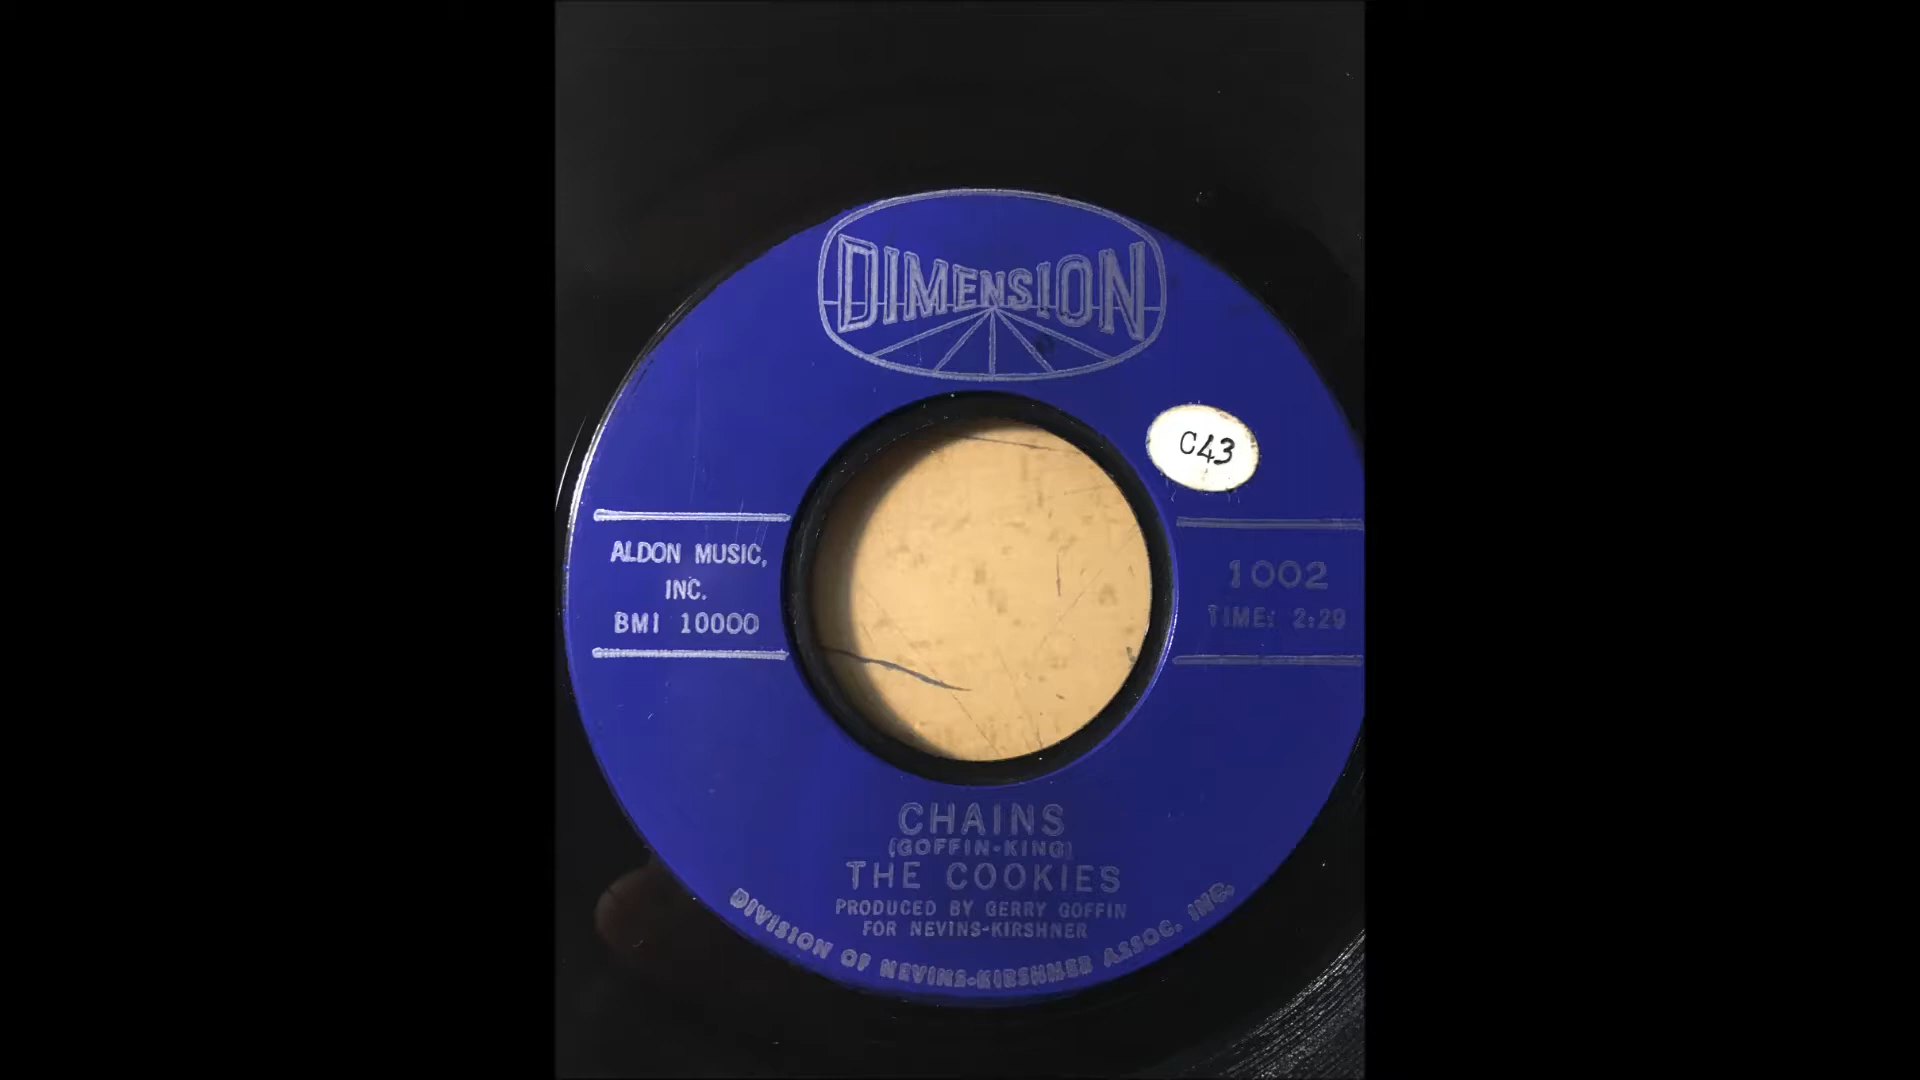 DIMENSION
C43
ALDON MUSIC,
INC.
BMI 10000
1002
TIME: 2:29
CHAINS
(GOFFIN-KING)
THE COOKIES
PRODUCED BY GERRY GOFFIN
FOR NEVINS-KIRSHNER
DIVISION OF NEVINS-KIRSHNER ASSOC. INC.